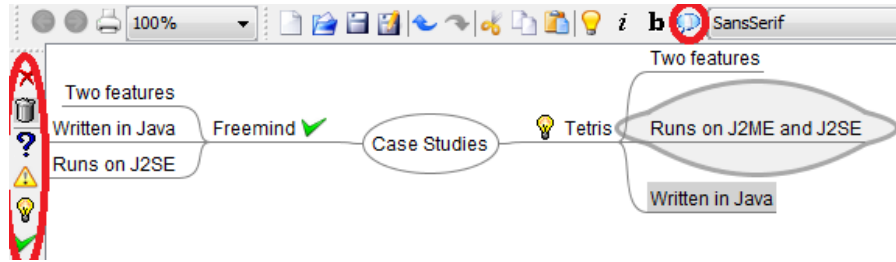 100%
i
b
SansSerif
Two features
Written in Java
Runs on J2SE
Freemind
Case Studies
Tetris
Two features
Runs on J2ME and J2SE
Written in Java